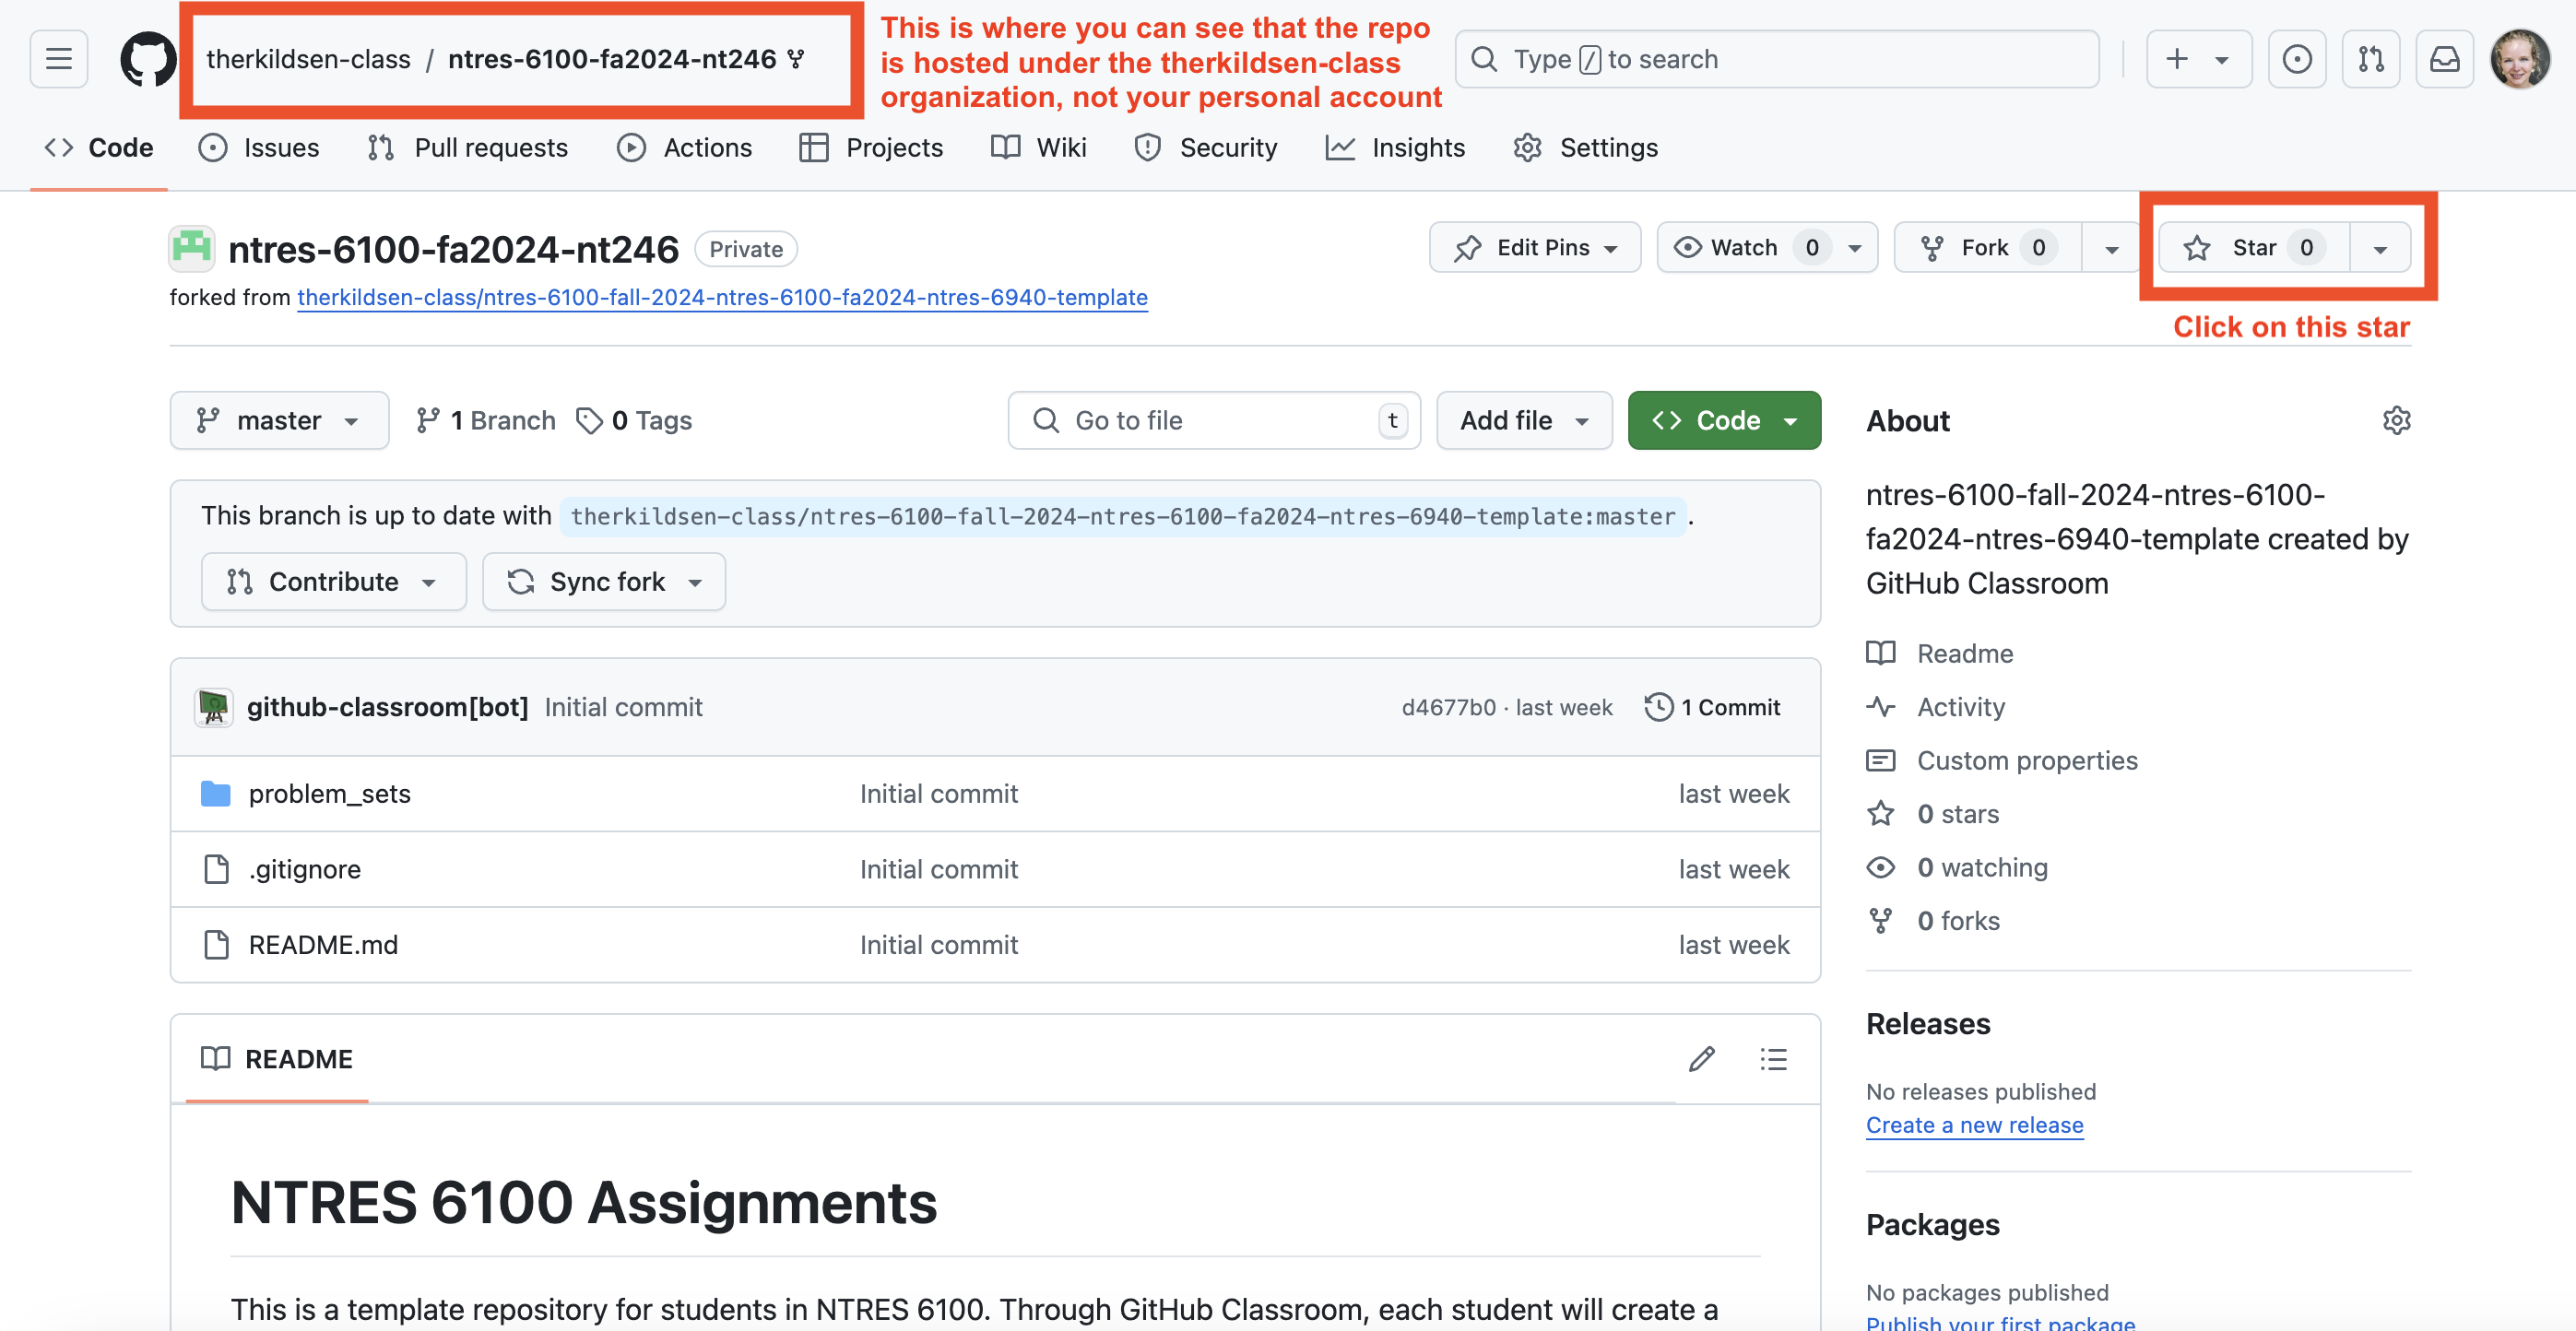 therkildsen-class / ntres-6100-fa2024-nt246
This is where you can see that the repo
is hosted under the therkildsen-class
organization, not your personal account
Type / to search
Code Issues Pull requests Actions Projects Wiki Security Insights Settings
ntres-6100-fa2024-nt246 Private
Edit Pins Watch 0 Fork 0 Star 0
forked from therkildsen-class/ntres-6100-fall-2024-ntres-6100-fa2024-ntres-6940-template
Click on this star
master 1 Branch 0 Tags Go to file t Add file Code
About
This branch is up to date with therkildsen-class/ntres-6100-fall-2024-ntres-6100-fa2024-ntres-6940-template:master .
Contribute Sync fork
ntres-6100-fall-2024-ntres-6100-
fa2024-ntres-6940-template created by
GitHub Classroom
Readme
Activity
Custom properties
0 stars
0 watching
0 forks
github-classroom[bot] Initial commit d4677b0 · last week 1 Commit
problem_sets Initial commit last week
.gitignore Initial commit last week
README.md Initial commit last week
Releases
No releases published
Create a new release
Packages
No packages published
Publish your first package
README
NTRES 6100 Assignments
This is a template repository for students in NTRES 6100. Through GitHub Classroom, each student will create a